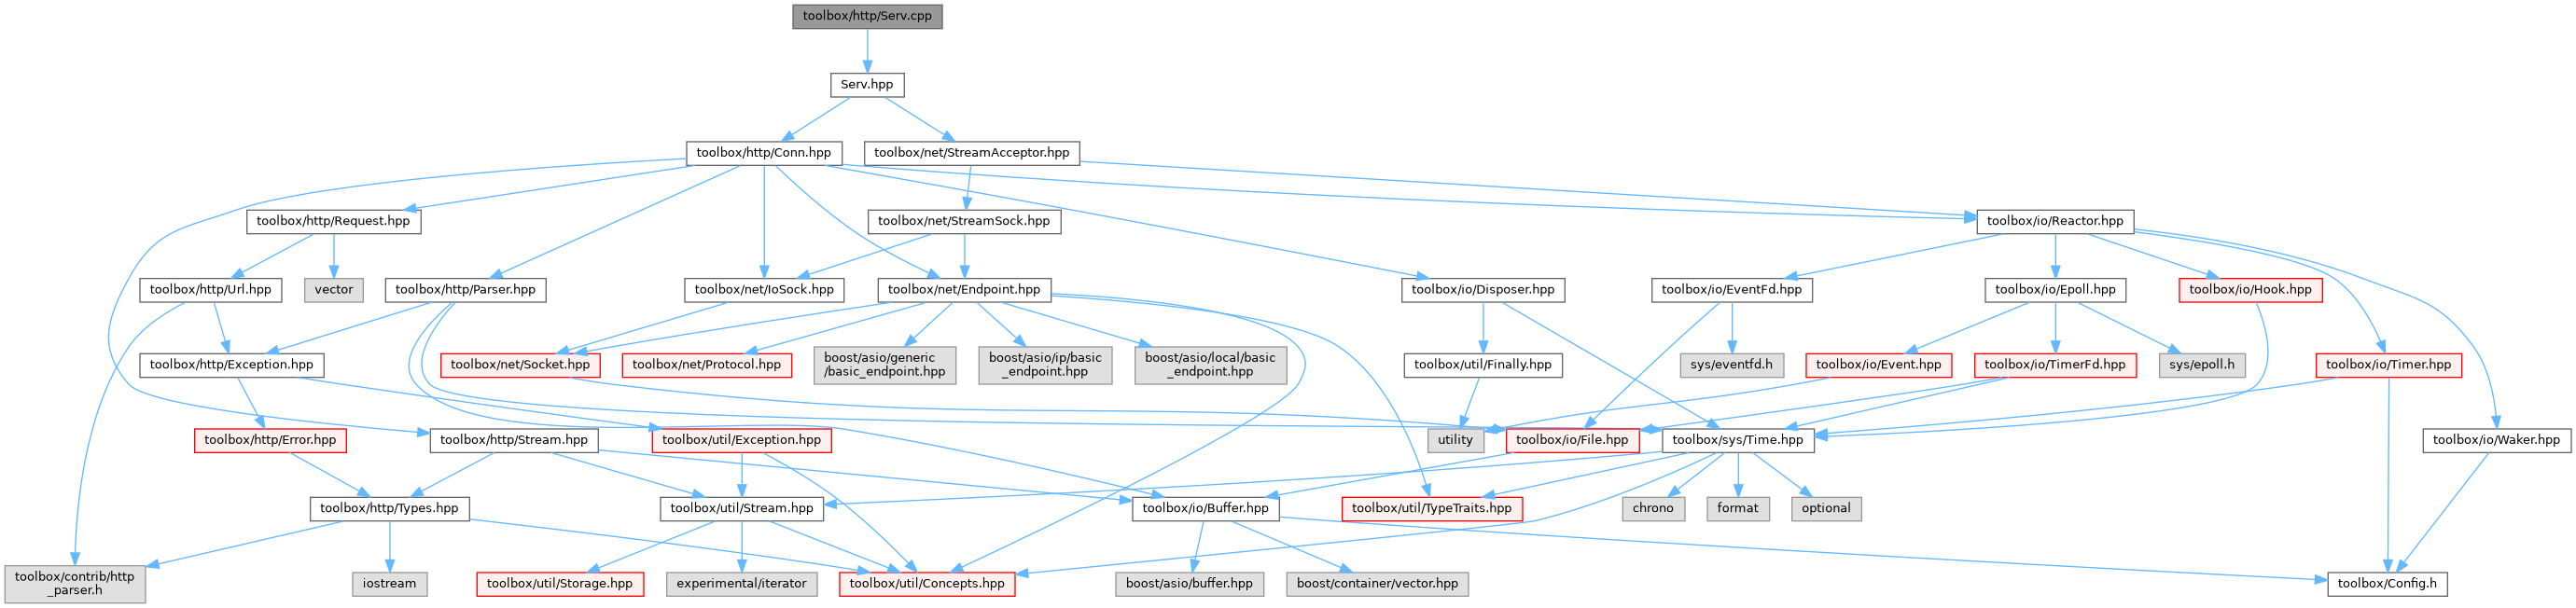 toolbox/http/Serv.cpp
Serv.hpp
toolbox/http/Conn.hpp
toolbox/net/StreamAcceptor.hpp
toolbox/http/Request.hpp
toolbox/net/StreamSock.hpp
toolbox/io/Reactor.hpp
toolbox/http/Url.hpp
vector
toolbox/http/Parser.hpp
toolbox/net/IoSock.hpp
toolbox/net/Endpoint.hpp
toolbox/io/Disposer.hpp
toolbox/io/EventFd.hpp
toolbox/io/Epoll.hpp
toolbox/io/Hook.hpp
toolbox/http/Exception.hpp
toolbox/net/Socket.hpp
toolbox/net/Protocol.hpp
boost/asio/generic
/basic_endpoint.hpp
boost/asio/ip/basic
_endpoint.hpp
boost/asio/local/basic
_endpoint.hpp
toolbox/util/Finally.hpp
sys/eventfd.h
toolbox/io/Event.hpp
toolbox/io/TimerFd.hpp
sys/epoll.h
toolbox/io/Timer.hpp
toolbox/http/Error.hpp
toolbox/http/Stream.hpp
toolbox/util/Exception.hpp
utility
toolbox/io/File.hpp
toolbox/sys/Time.hpp
toolbox/io/Waker.hpp
toolbox/http/Types.hpp
toolbox/util/Stream.hpp
toolbox/io/Buffer.hpp
toolbox/util/TypeTraits.hpp
chrono
format
optional
toolbox/contrib/http
_parser.h
iostream
toolbox/util/Storage.hpp
experimental/iterator
toolbox/util/Concepts.hpp
boost/asio/buffer.hpp
boost/container/vector.hpp
toolbox/Config.h